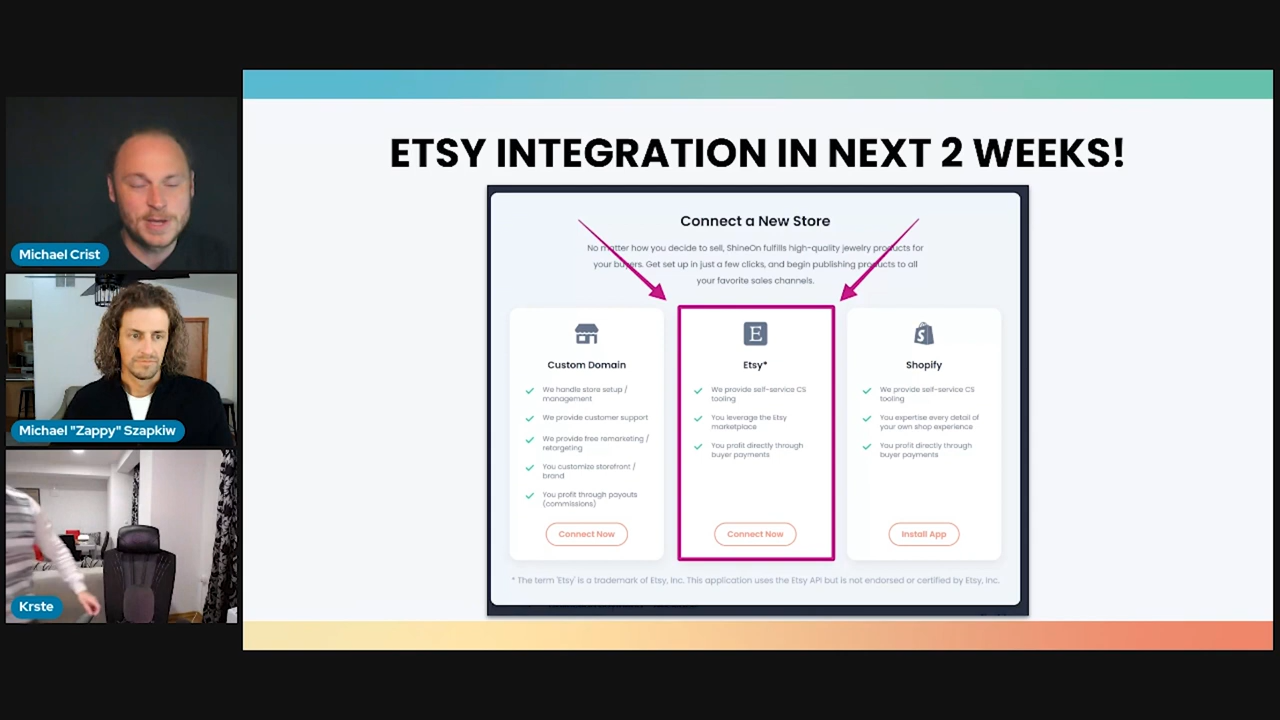 Michael Crist
Michael "Zappy" Szapkiw
Krste
ETSY INTEGRATION IN NEXT 2 WEEKS!
Connect a New Store
No matter how you decide to sell, ShineOn fulfills high-quality jewelry products for
your buyers. Get set up in just a few clicks, and begin publishing products to all
your favorite sales channels.
Custom Domain
We handle store setup /
management
We provide customer support
We provide free remarketing /
retargeting
You customize storefront /
brand
You profit through payouts
(commissions)
Connect Now
E
Etsy*
We provide self-service CS
tooling
You leverage the Etsy
marketplace
You profit directly through
buyer payments
Connect Now
S
Shopify
We provide self-service CS
tooling
You expertise every detail of
your own shop experience
You profit directly through
buyer payments
Install App
* The term 'Etsy' is a trademark of Etsy, Inc. This application uses the Etsy API but is not endorsed or certified by Etsy, Inc.